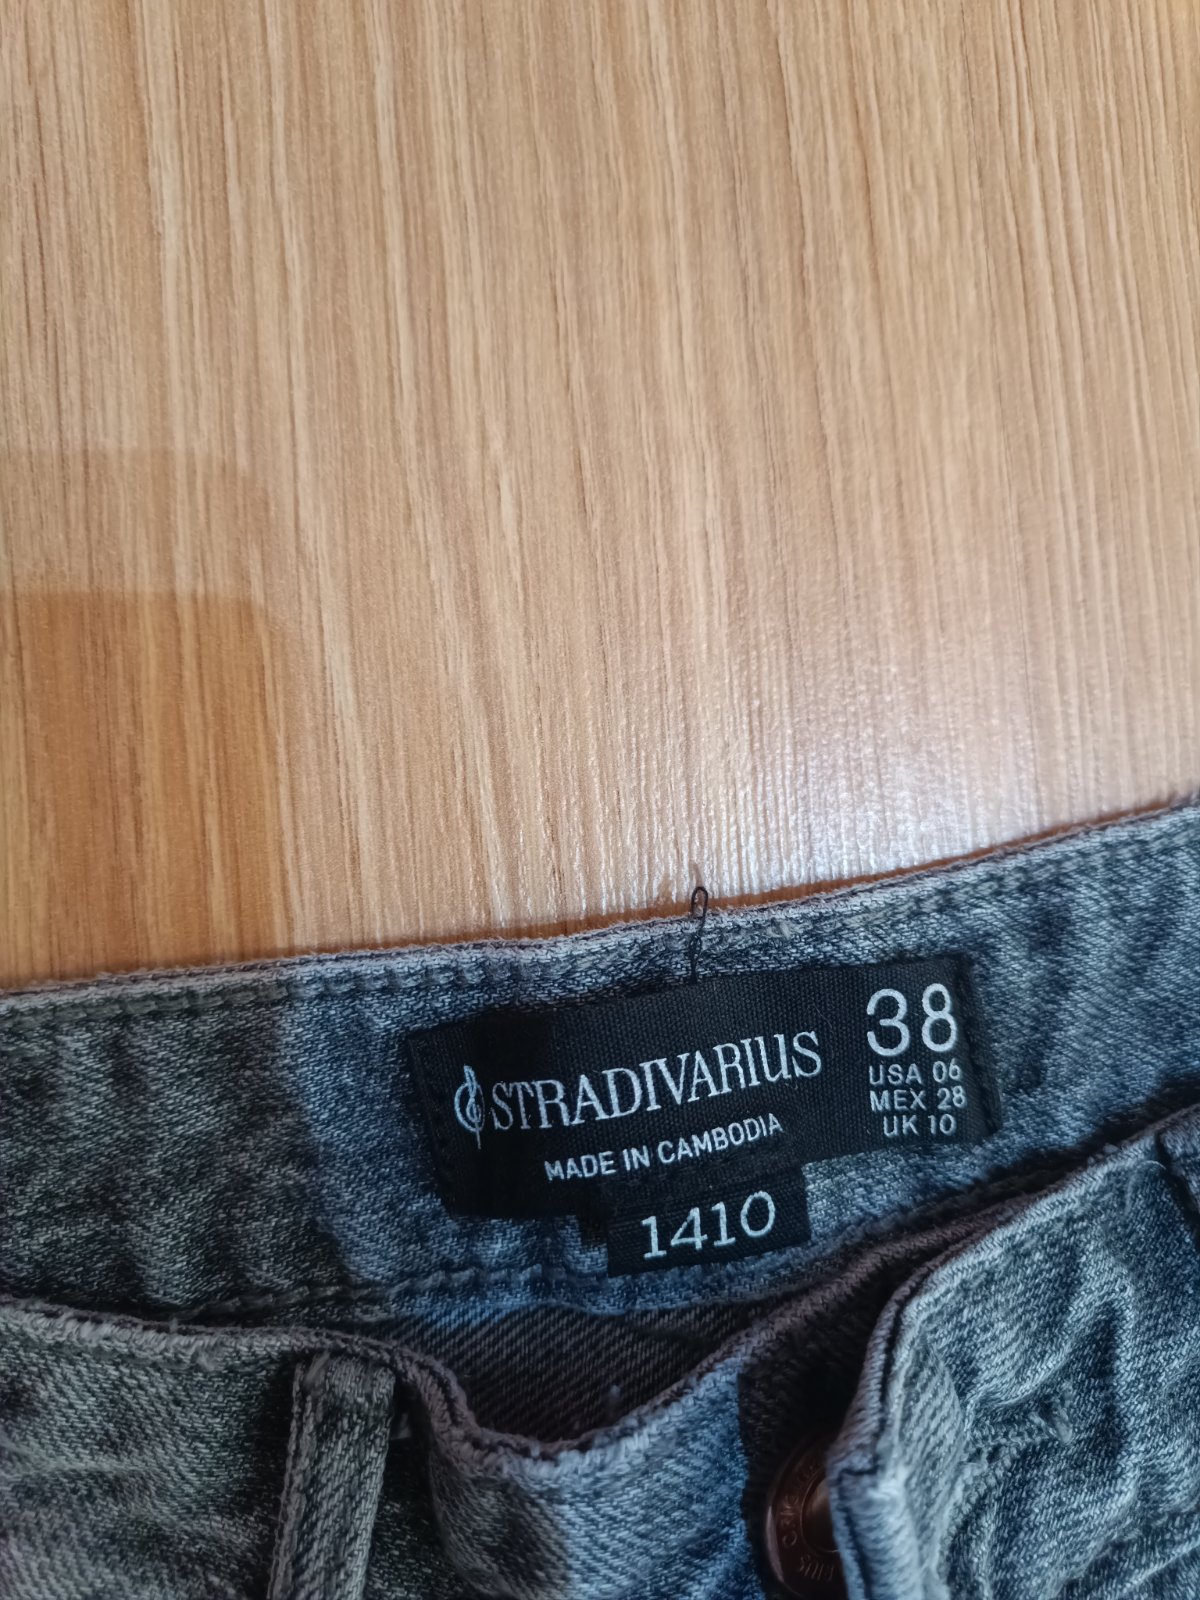 STRADIVARIUS
MADE IN CAMBODIA
38
USA 06
MEX 28
UK 10
1410